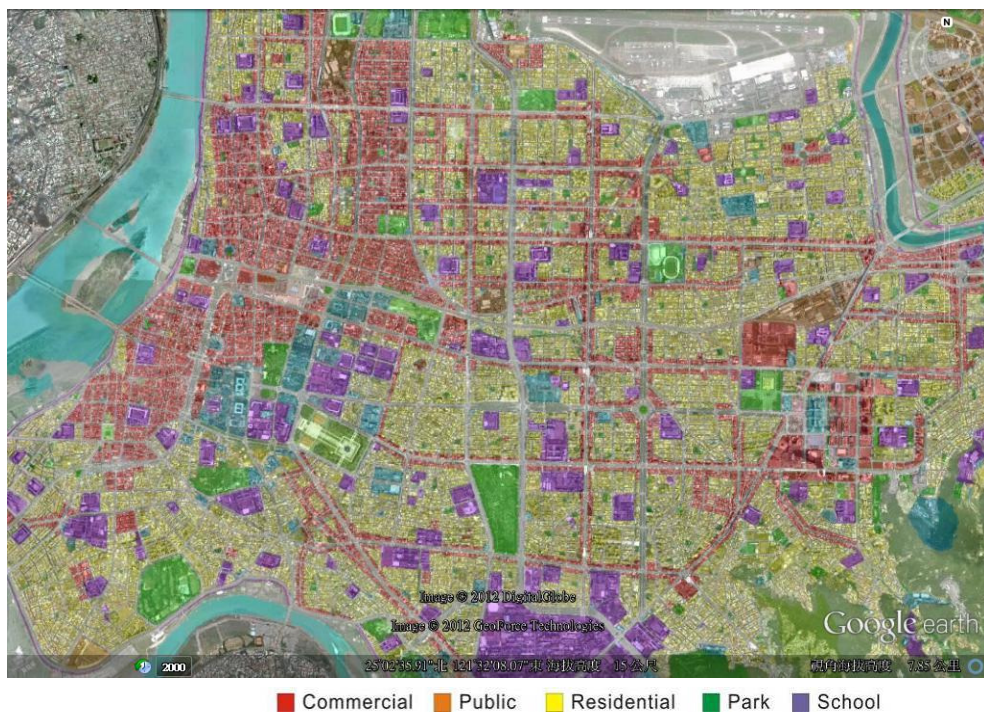 N
Image © 2012 DigitalGlobe
Image © 2012 GeoForce Technologies
Google earth
2000
25°02'35.91"北 121°32'08.07"東 海拔高度 15 公尺
視角海拔高度 7.85 公里
Commercial Public Residential Park School